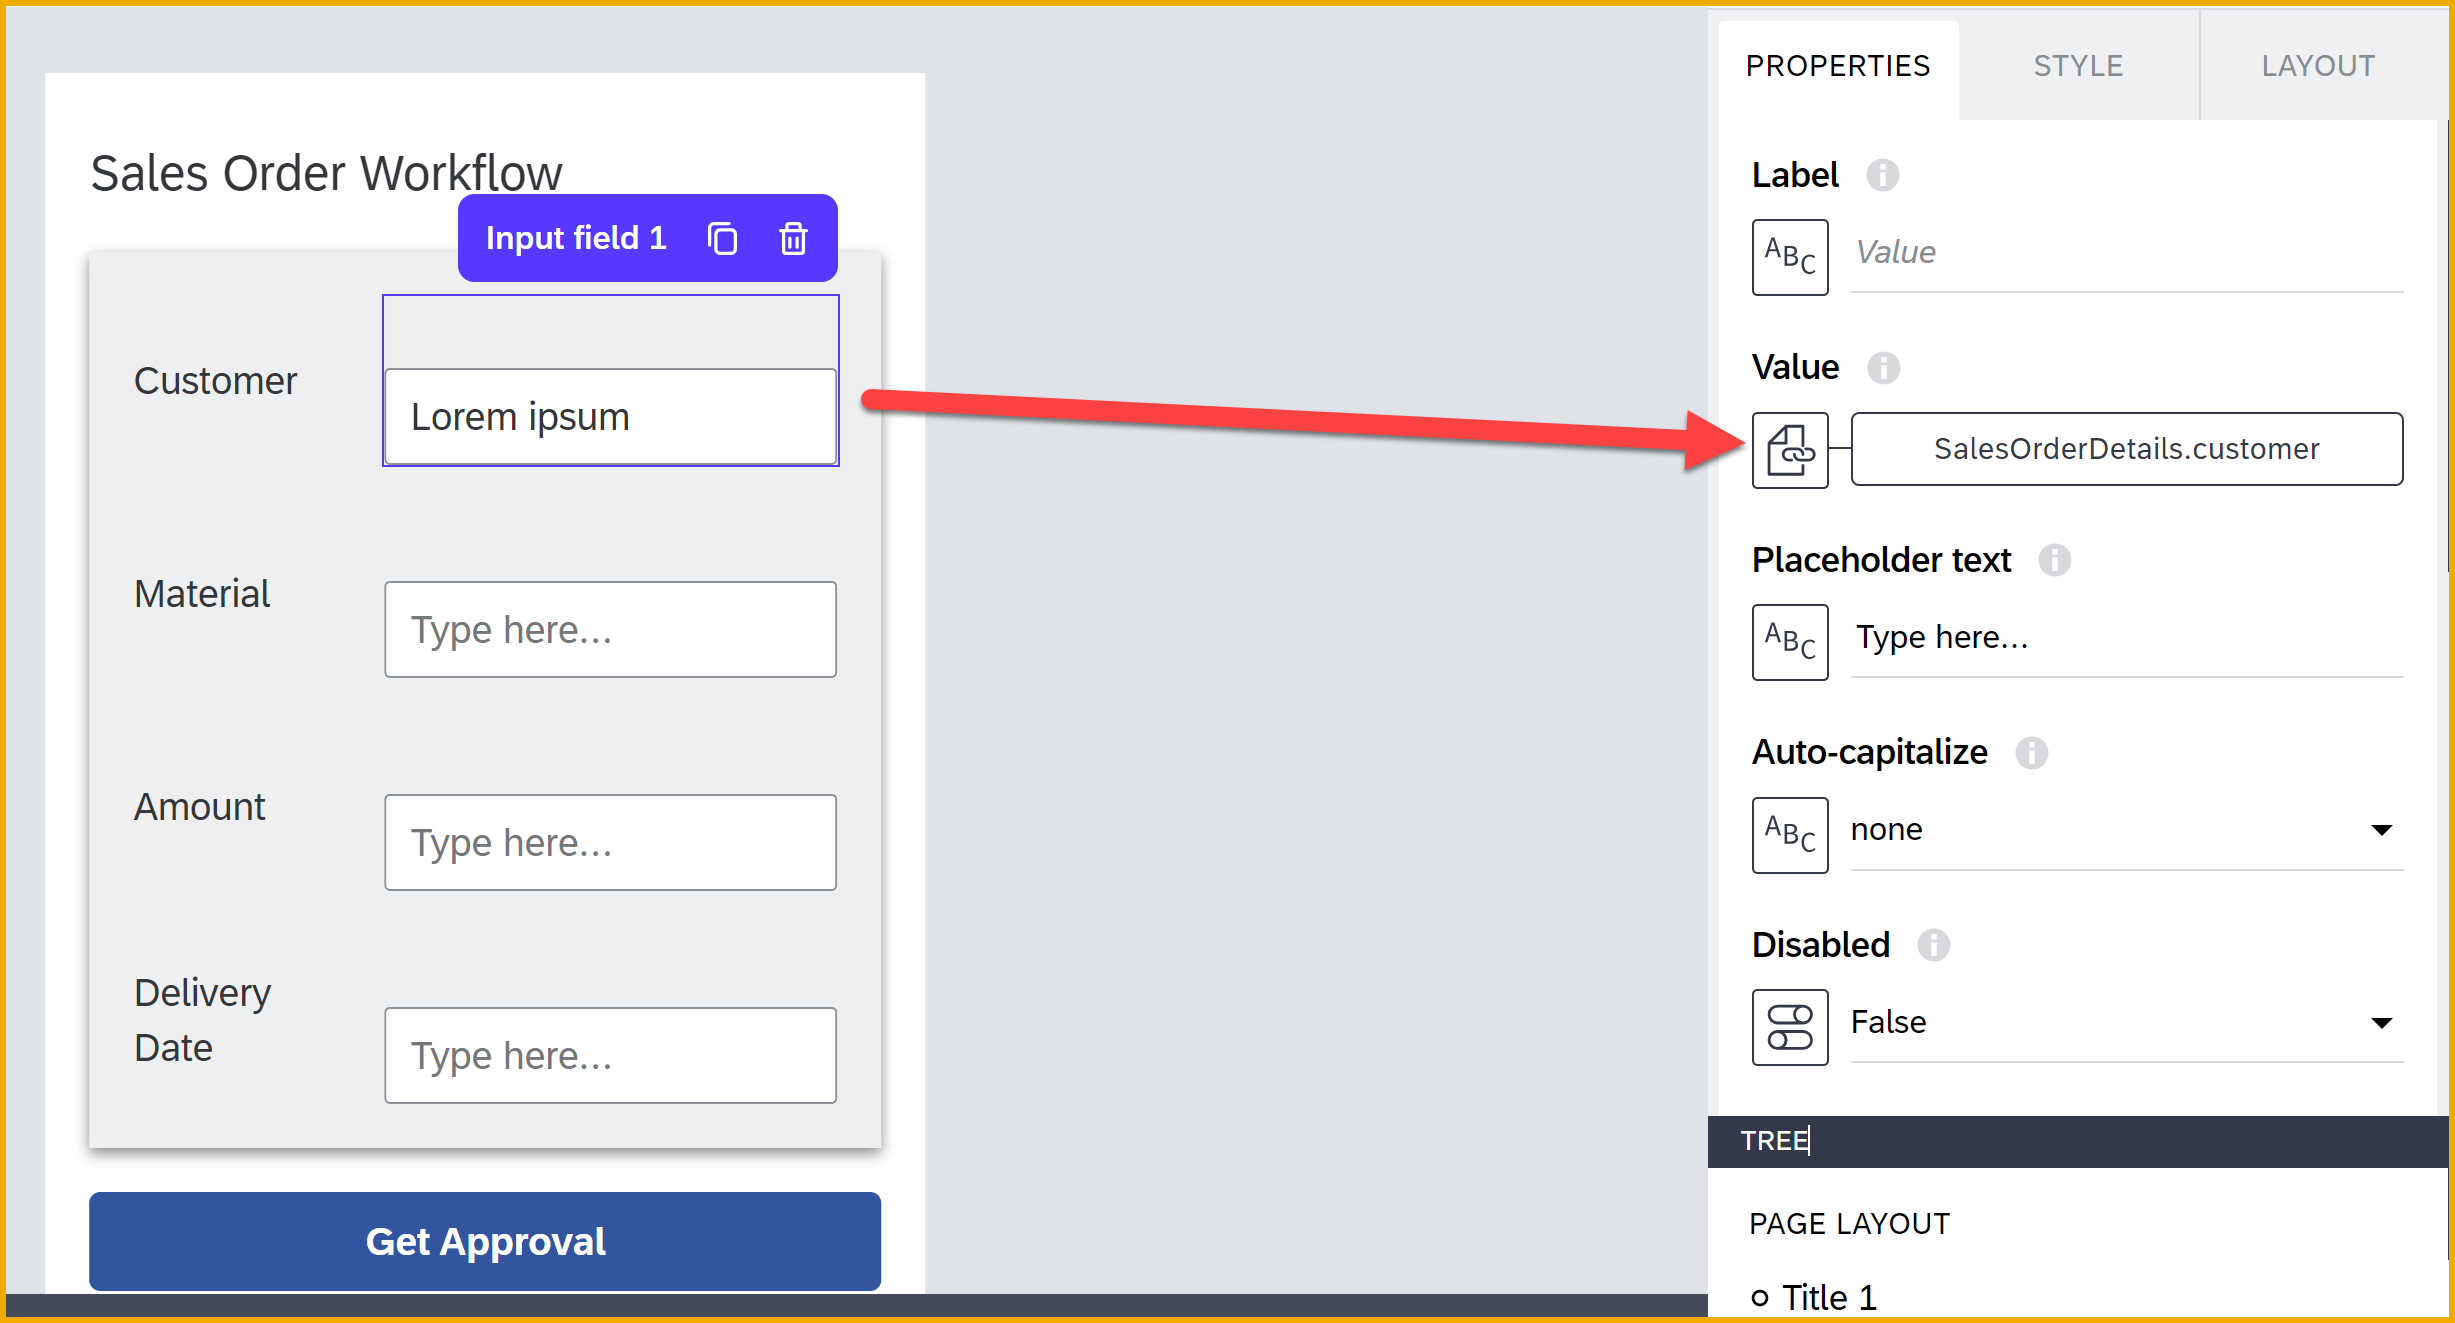 Sales Order Workflow
Input field 1
Customer
Lorem ipsum
Material
Type here...
Amount
Type here...
Delivery
Date
Type here...
Get Approval
PROPERTIES
STYLE
LAYOUT
Label
ABC
Value
Value
SalesOrderDetails.customer
Placeholder text
ABC
Type here...
Auto-capitalize
ABC
none
Disabled
False
TREE
PAGE LAYOUT
Title 1